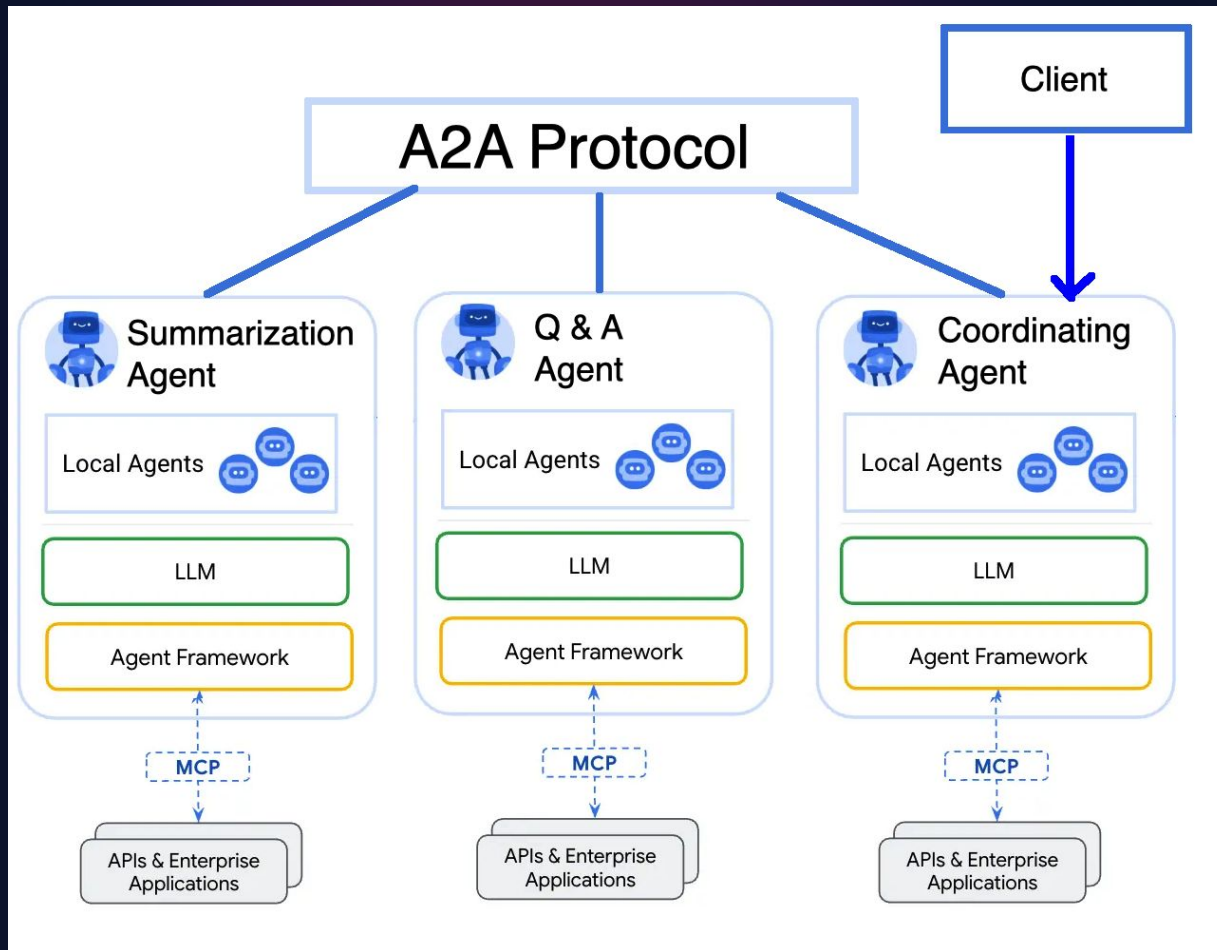 Client
A2A Protocol
Summarization
Agent
Local Agents
LLM
Agent Framework
MCP
APIs & Enterprise
Applications
Q & A
Agent
Local Agents
LLM
Agent Framework
MCP
APIs & Enterprise
Applications
Coordinating
Agent
Local Agents
LLM
Agent Framework
MCP
APIs & Enterprise
Applications